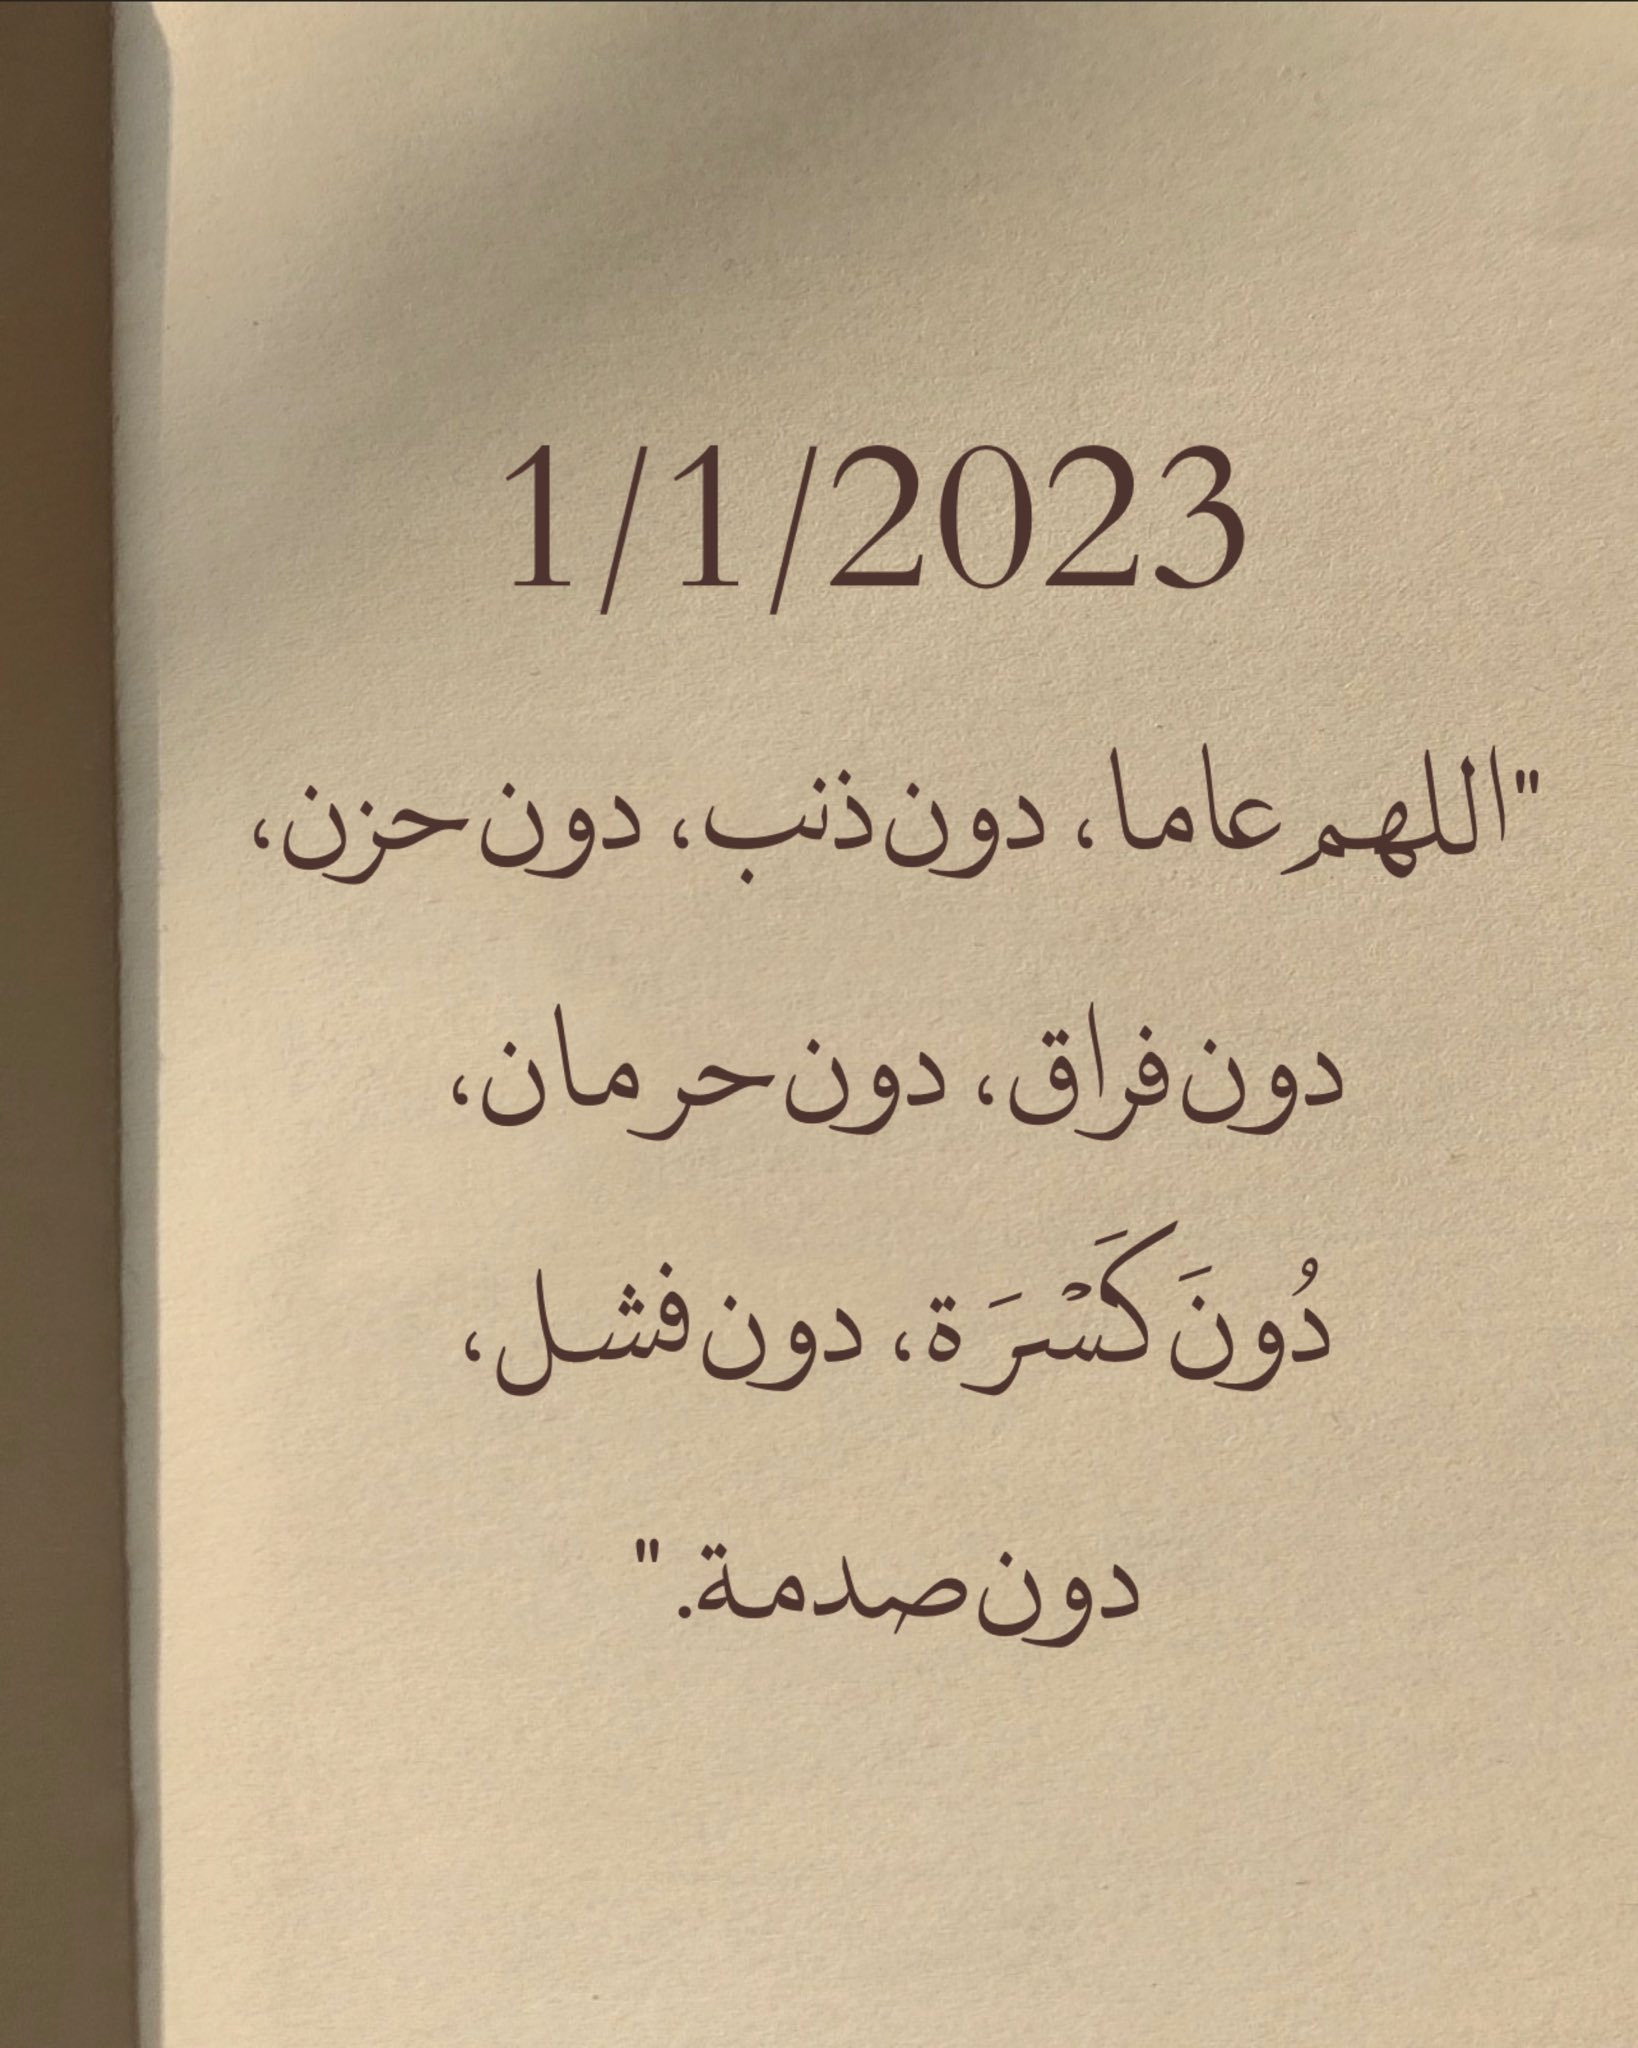 1/1/2023
"اللهم عاما، دون ذنب، دون حزن،
دون فراق، دون حرمان،
دُونَ كَسْرَة، دون فشل،
دون صدمة."